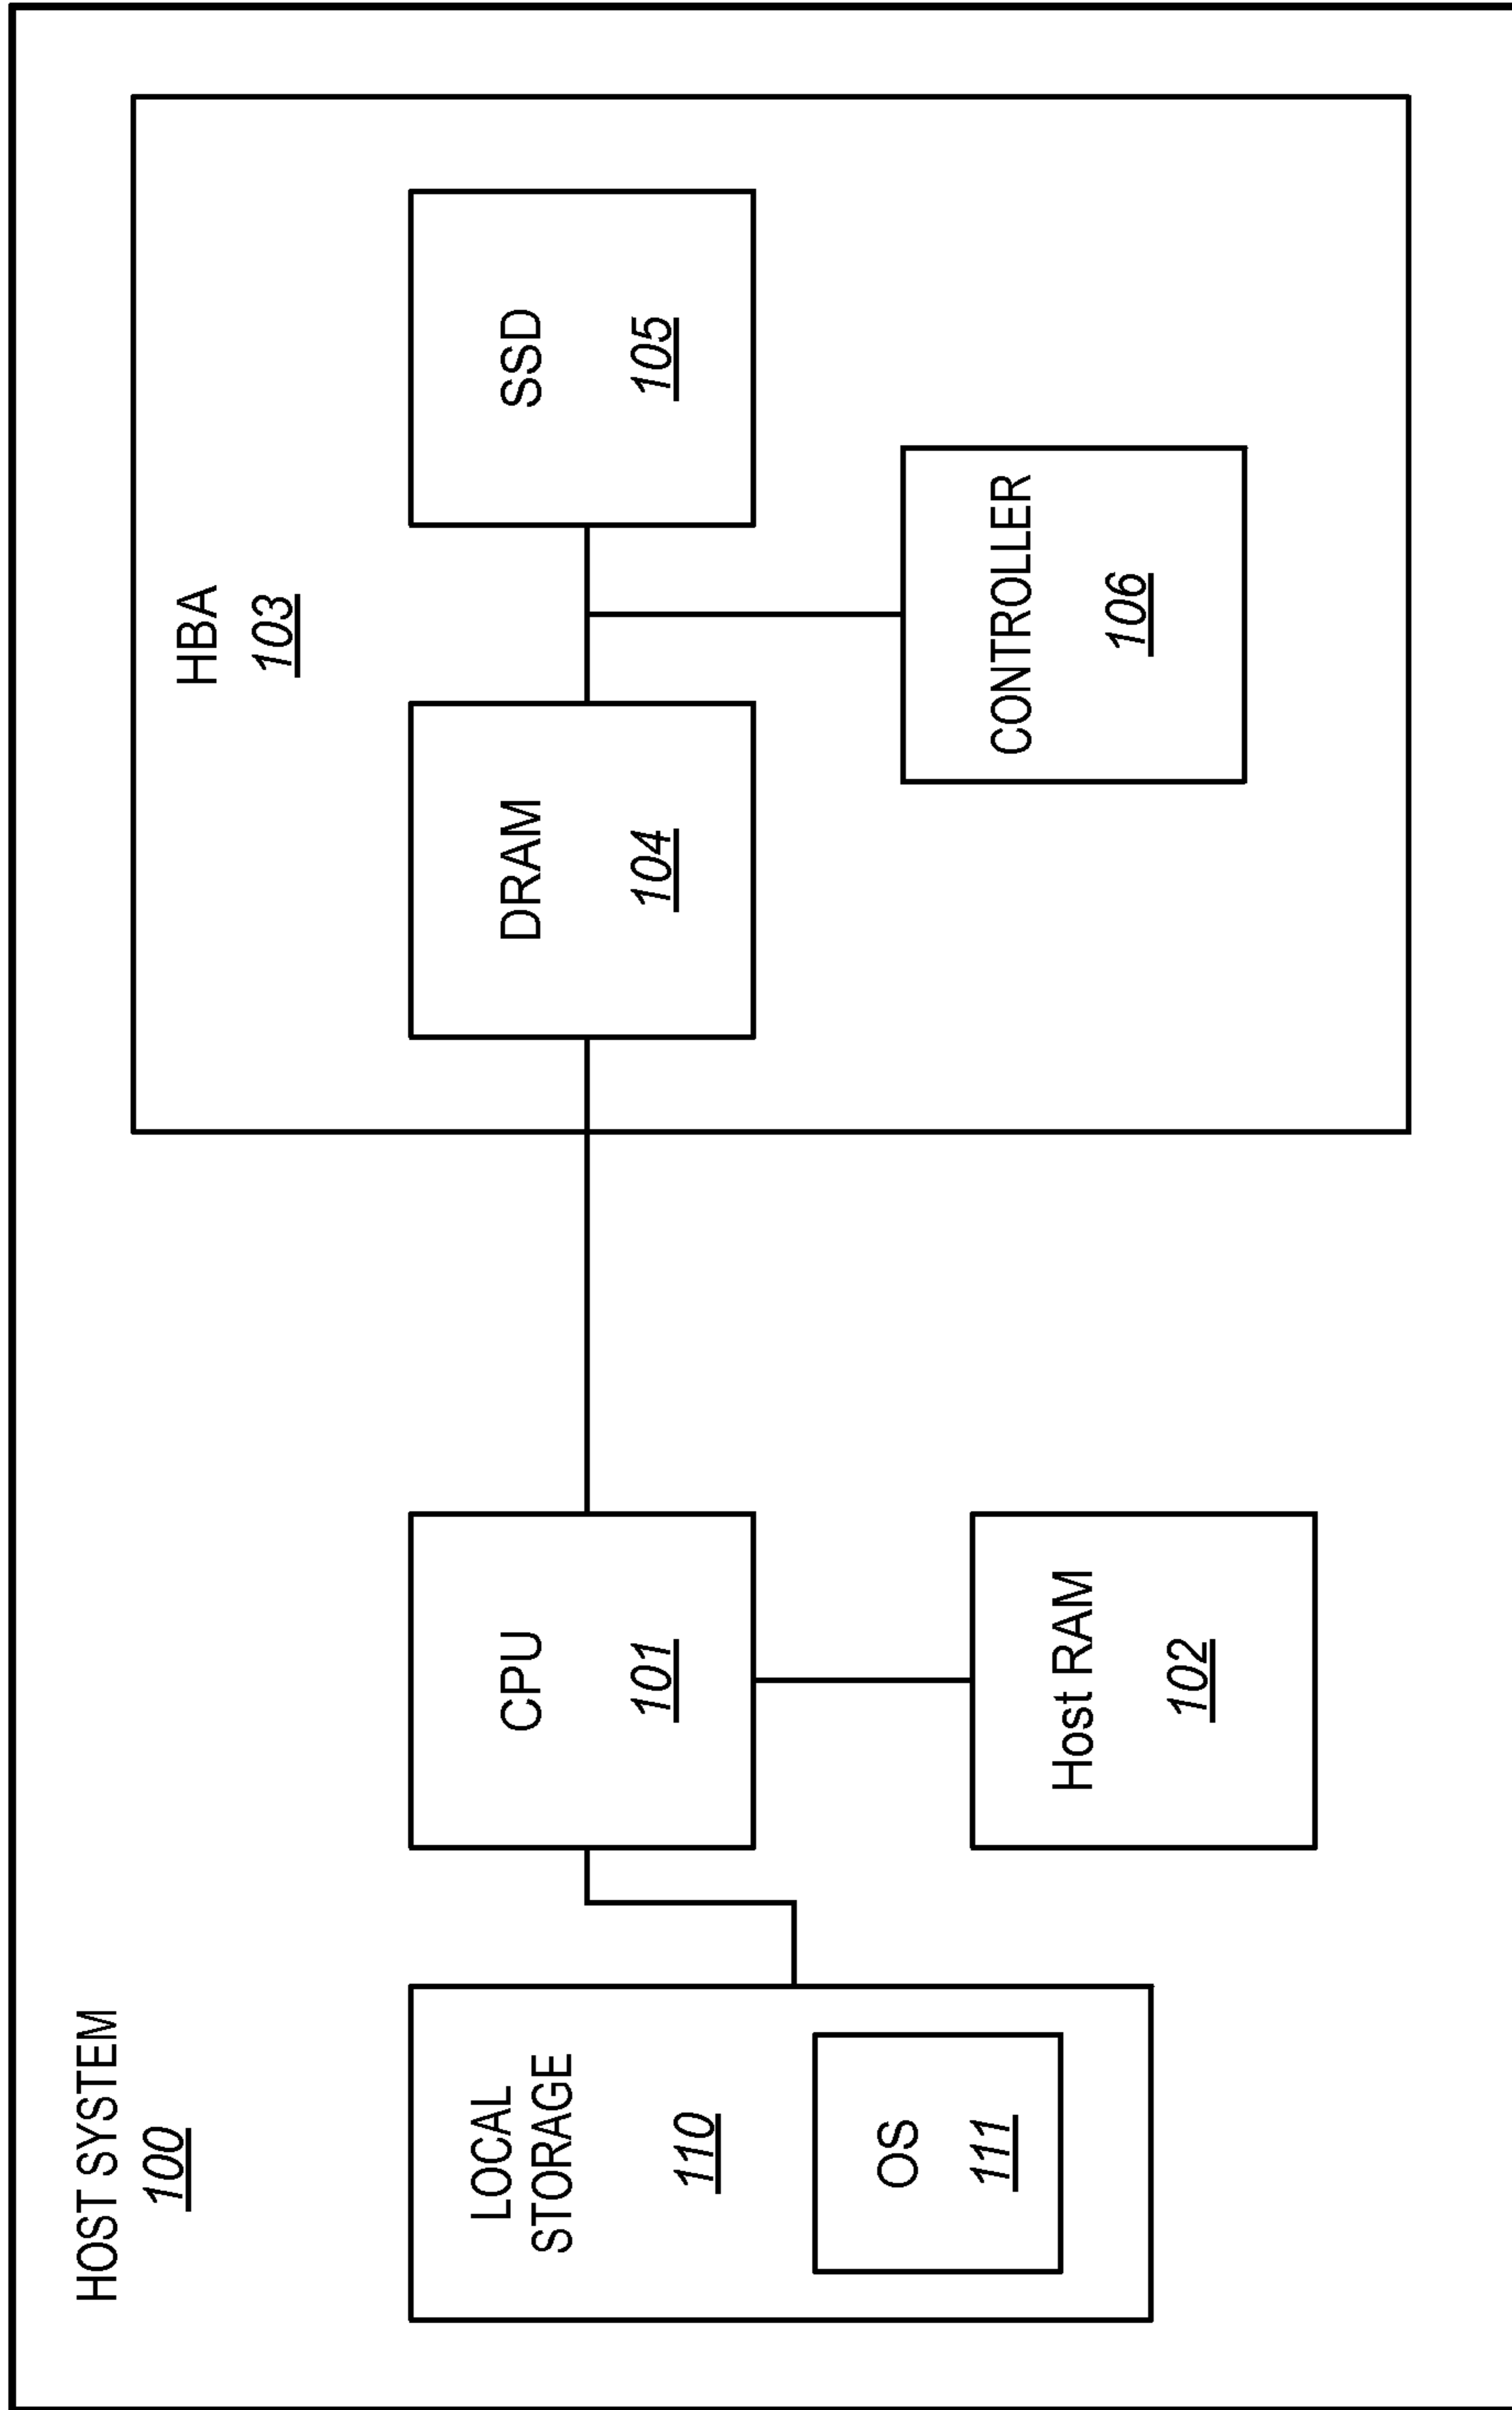 HOST SYSTEM
100
LOCAL
STORAGE
110
OS
111
CPU
101
Host RAM
102
HBA
103
DRAM
104
SSD
105
CONTROLLER
106